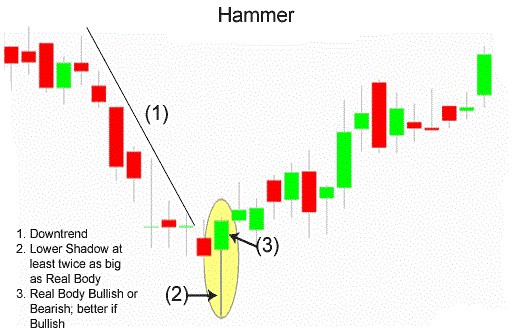 Hammer
(1)
1. Downtrend
2. Lower Shadow at
least twice as big
as Real Body
3. Real Body Bullish or
Bearish; better if
Bullish
(3)
(2)